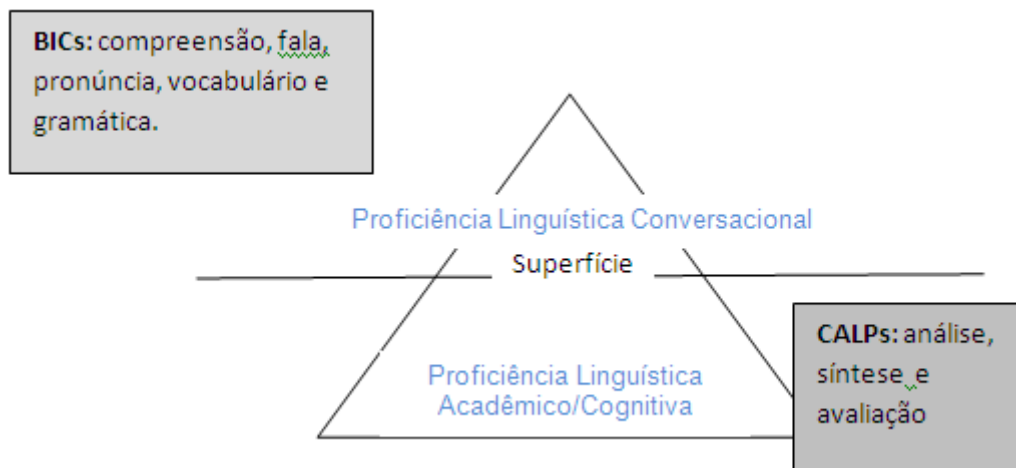 BICs: compreensão, fala,
pronúncia, vocabulário e
gramática.
Proficiência Linguística Conversacional
Superfície
CALPs: análise,
síntese e
avaliação
Proficiência Linguística
Acadêmico/Cognitiva